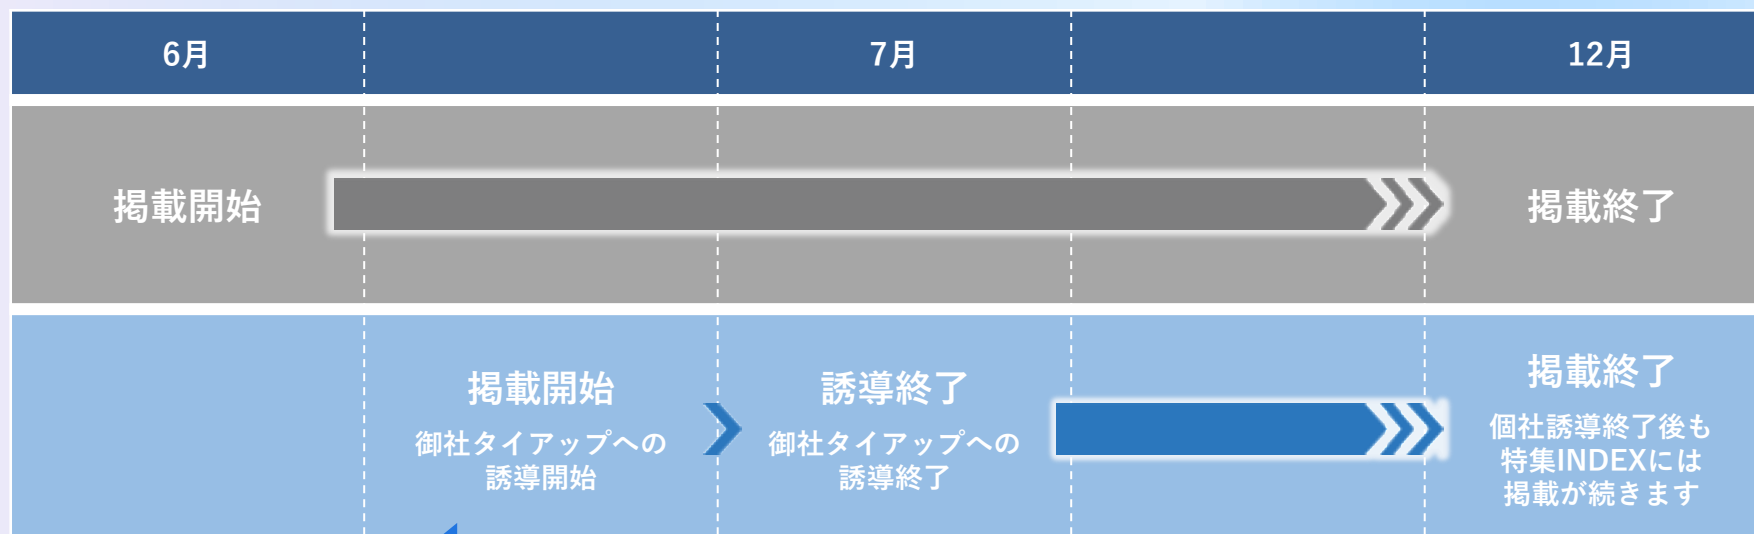 6月
7月
12月
掲載開始
掲載終了
掲載開始
御社タイアップへの
誘導開始
誘導終了
御社タイアップへの
誘導終了
掲載終了
個社誘導終了後も
特集INDEXには
掲載が続きます